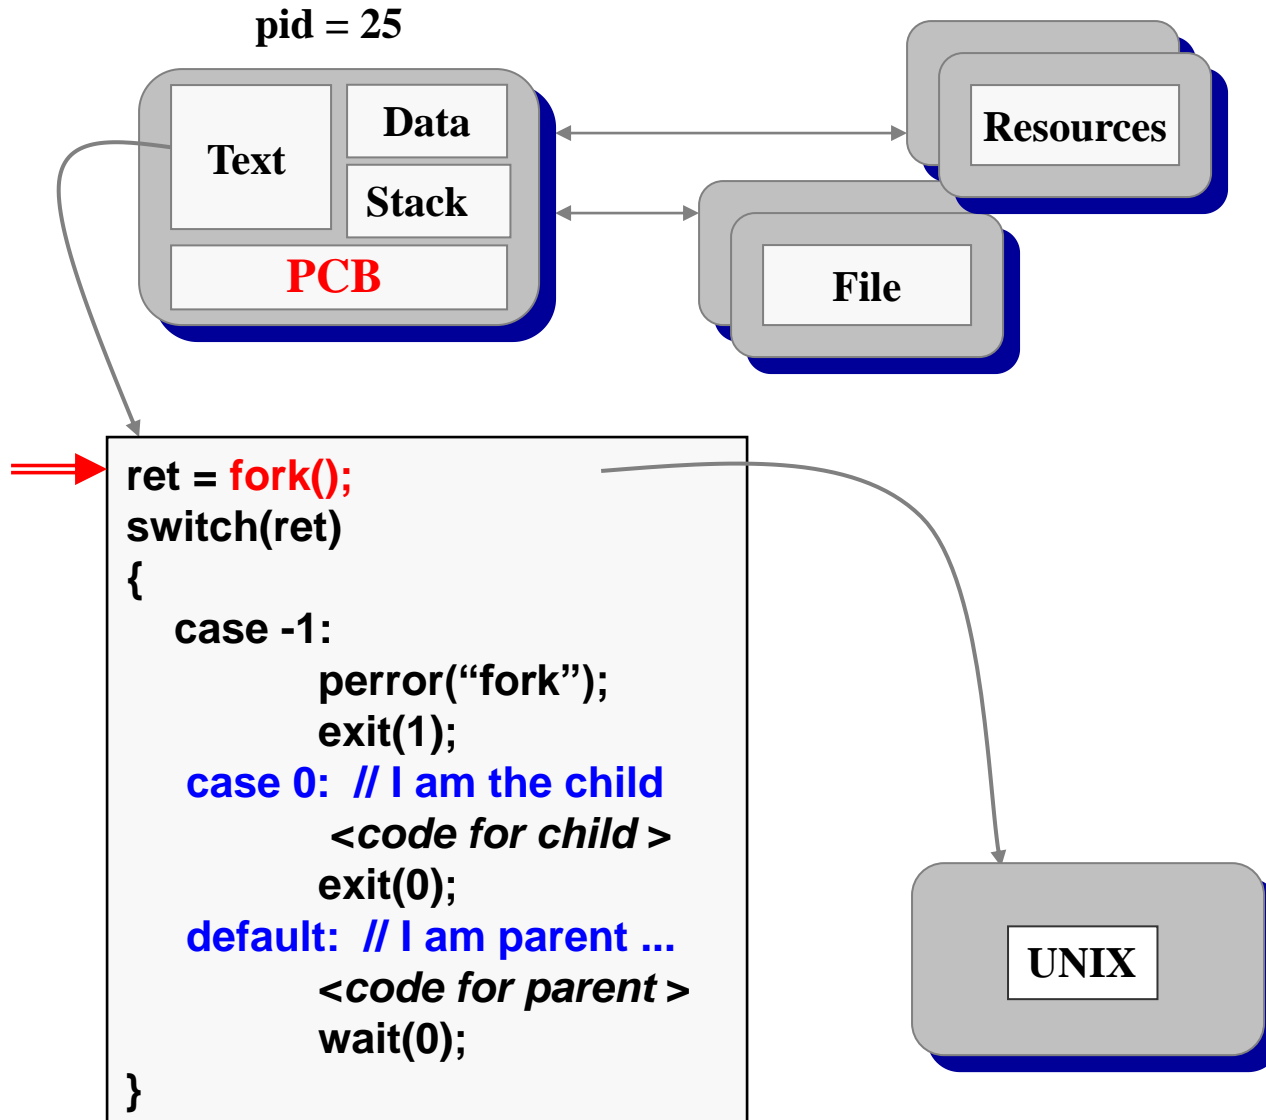 pid = 25
Text
Data
Stack
PCB
Resources
File
ret = fork();
switch(ret)
{
case -1:
perror(“fork”);
exit(1);
case 0:  // I am the child
<code for child >
exit(0);
default:  // I am parent ...
<code for parent >
wait(0);
}
UNIX